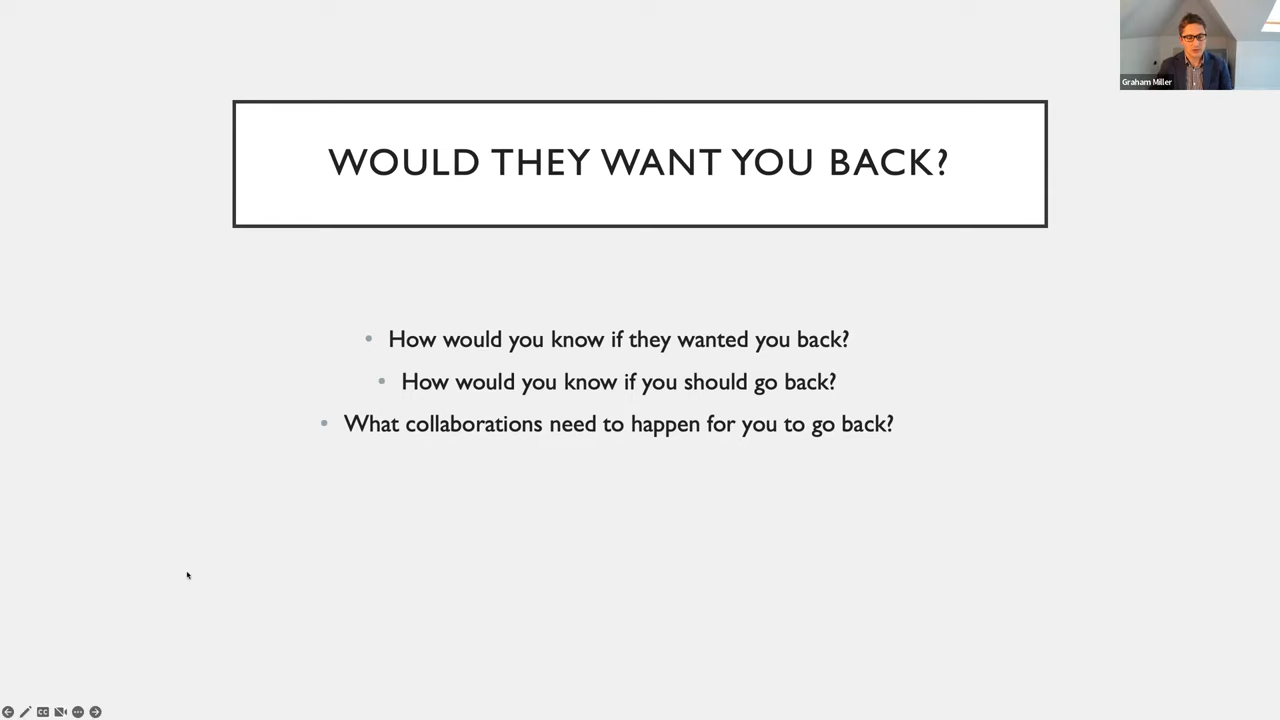 Graham Miller
WOULD THEY WANT YOU BACK?
• How would you know if they wanted you back?
• How would you know if you should go back?
• What collaborations need to happen for you to go back?
CC